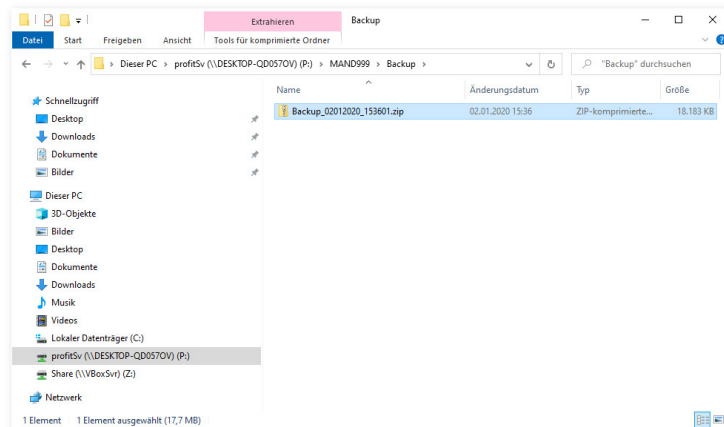 Extrahieren Backup
Datei Start Freigeben Ansicht Tools für komprimierte Ordner
Dieser PC > profitSv (\\DESKTOP-QD057OV) (P:) > MAND999 > Backup >
"Backup" durchsuchen
Name Änderungsdatum Typ Größe
Backup_02012020_153601.zip 02.01.2020 15:36 ZIP-komprimierte... 18.183 KB
Schnellzugriff
Desktop
Downloads
Dokumente
Bilder
Dieser PC
3D-Objekte
Bilder
Desktop
Dokumente
Downloads
Musik
Videos
Lokaler Datenträger (C:)
profitSv (\\DESKTOP-QD057OV) (P:)
Share (\\VBoxSvr) (Z:)
Netzwerk
1 Element 1 Element ausgewählt (17,7 MB)